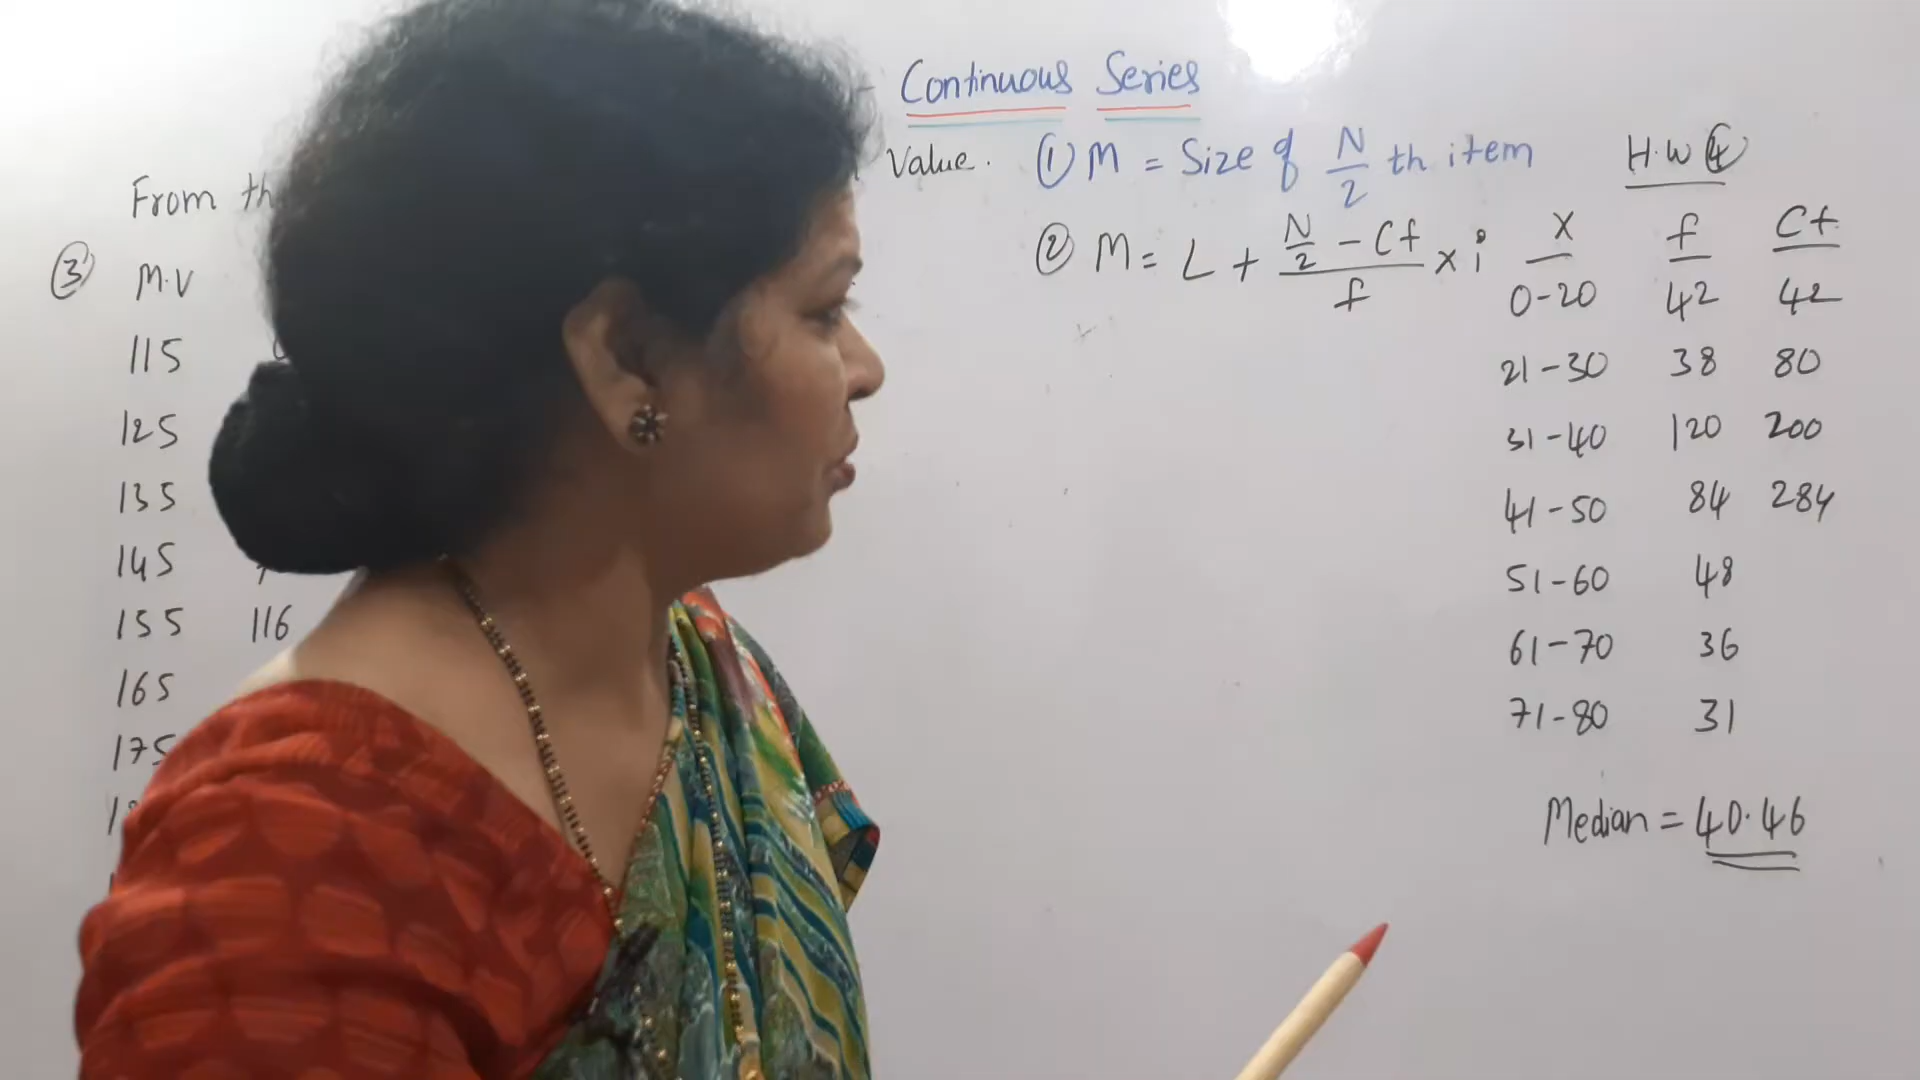 Continuous Series
From th
Value.
③ M.V
115
125
135
145
155 116
165
175
① M = Size of N/2 th item
② M = L + (N/2 - Cf)/f x i
H.W ④
X f Cf
0-20 42 42
21-30 38 80
31-40 120 200
41-50 84 284
51-60 48
61-70 36
71-80 31
Median = 40.46